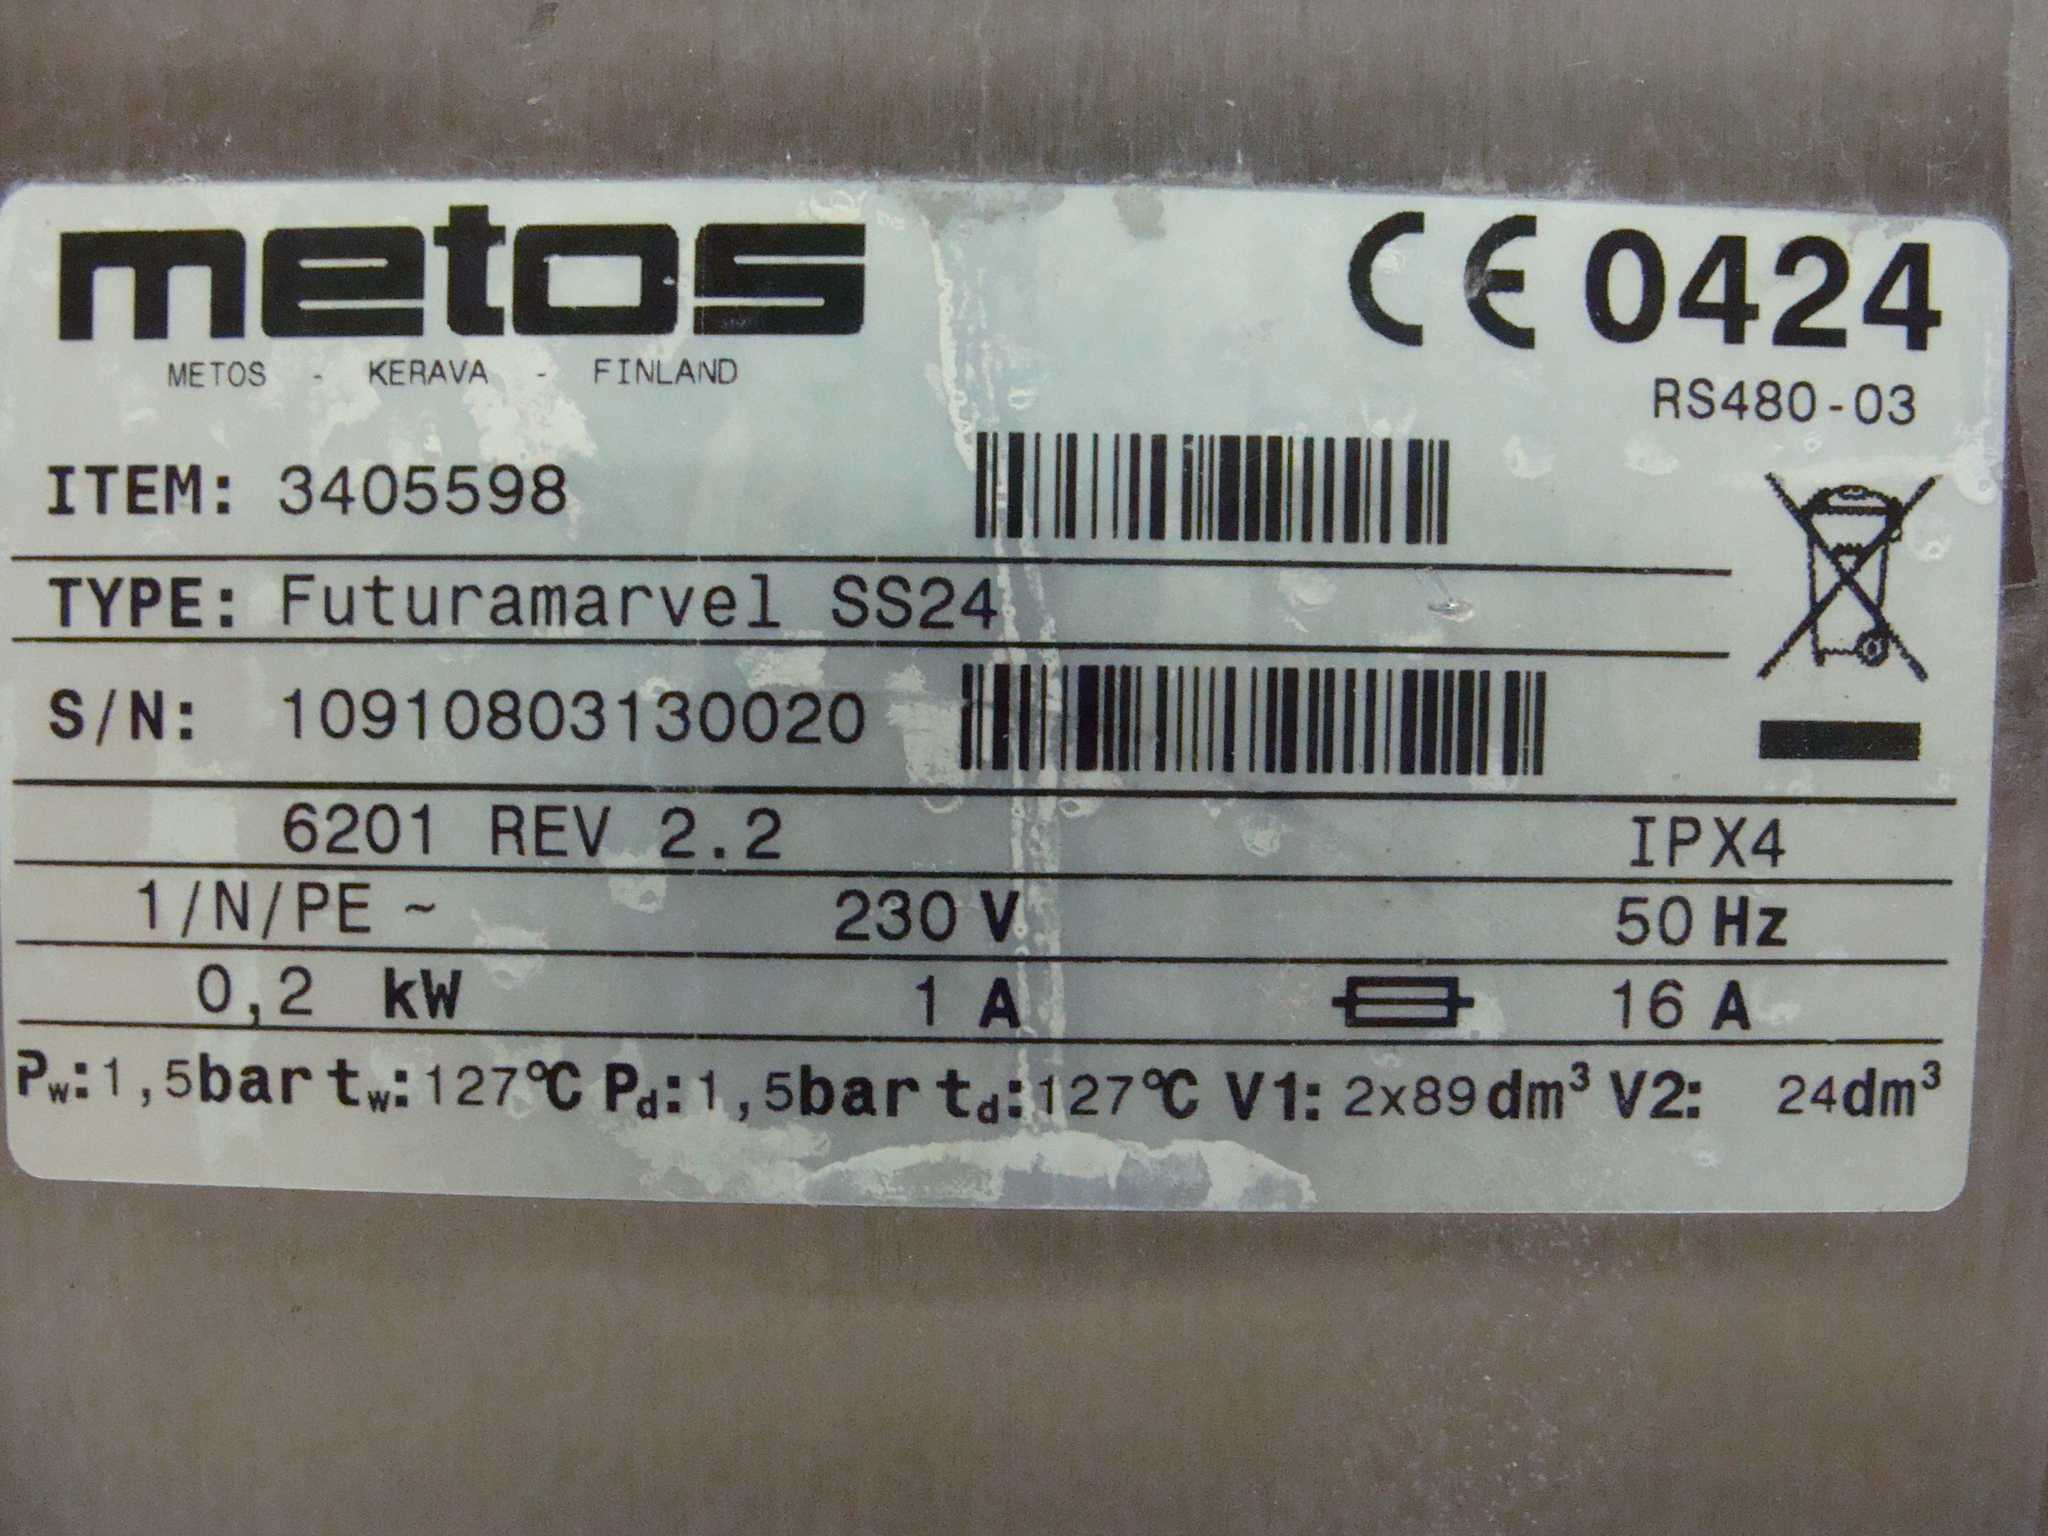 metos
METOS - KERAVA - FINLAND
CE 0424
RS480-03
ITEM: 3405598
TYPE: Futuramarvel SS24
S/N: 10910803130020
6201 REV 2.2 IPX4
1/N/PE ~ 230 V 50 Hz
0,2 kW 1 A 16 A
Pw:1,5bar tw:127°C Pd:1,5bar td:127°C V1: 2x89dm³ V2: 24dm³